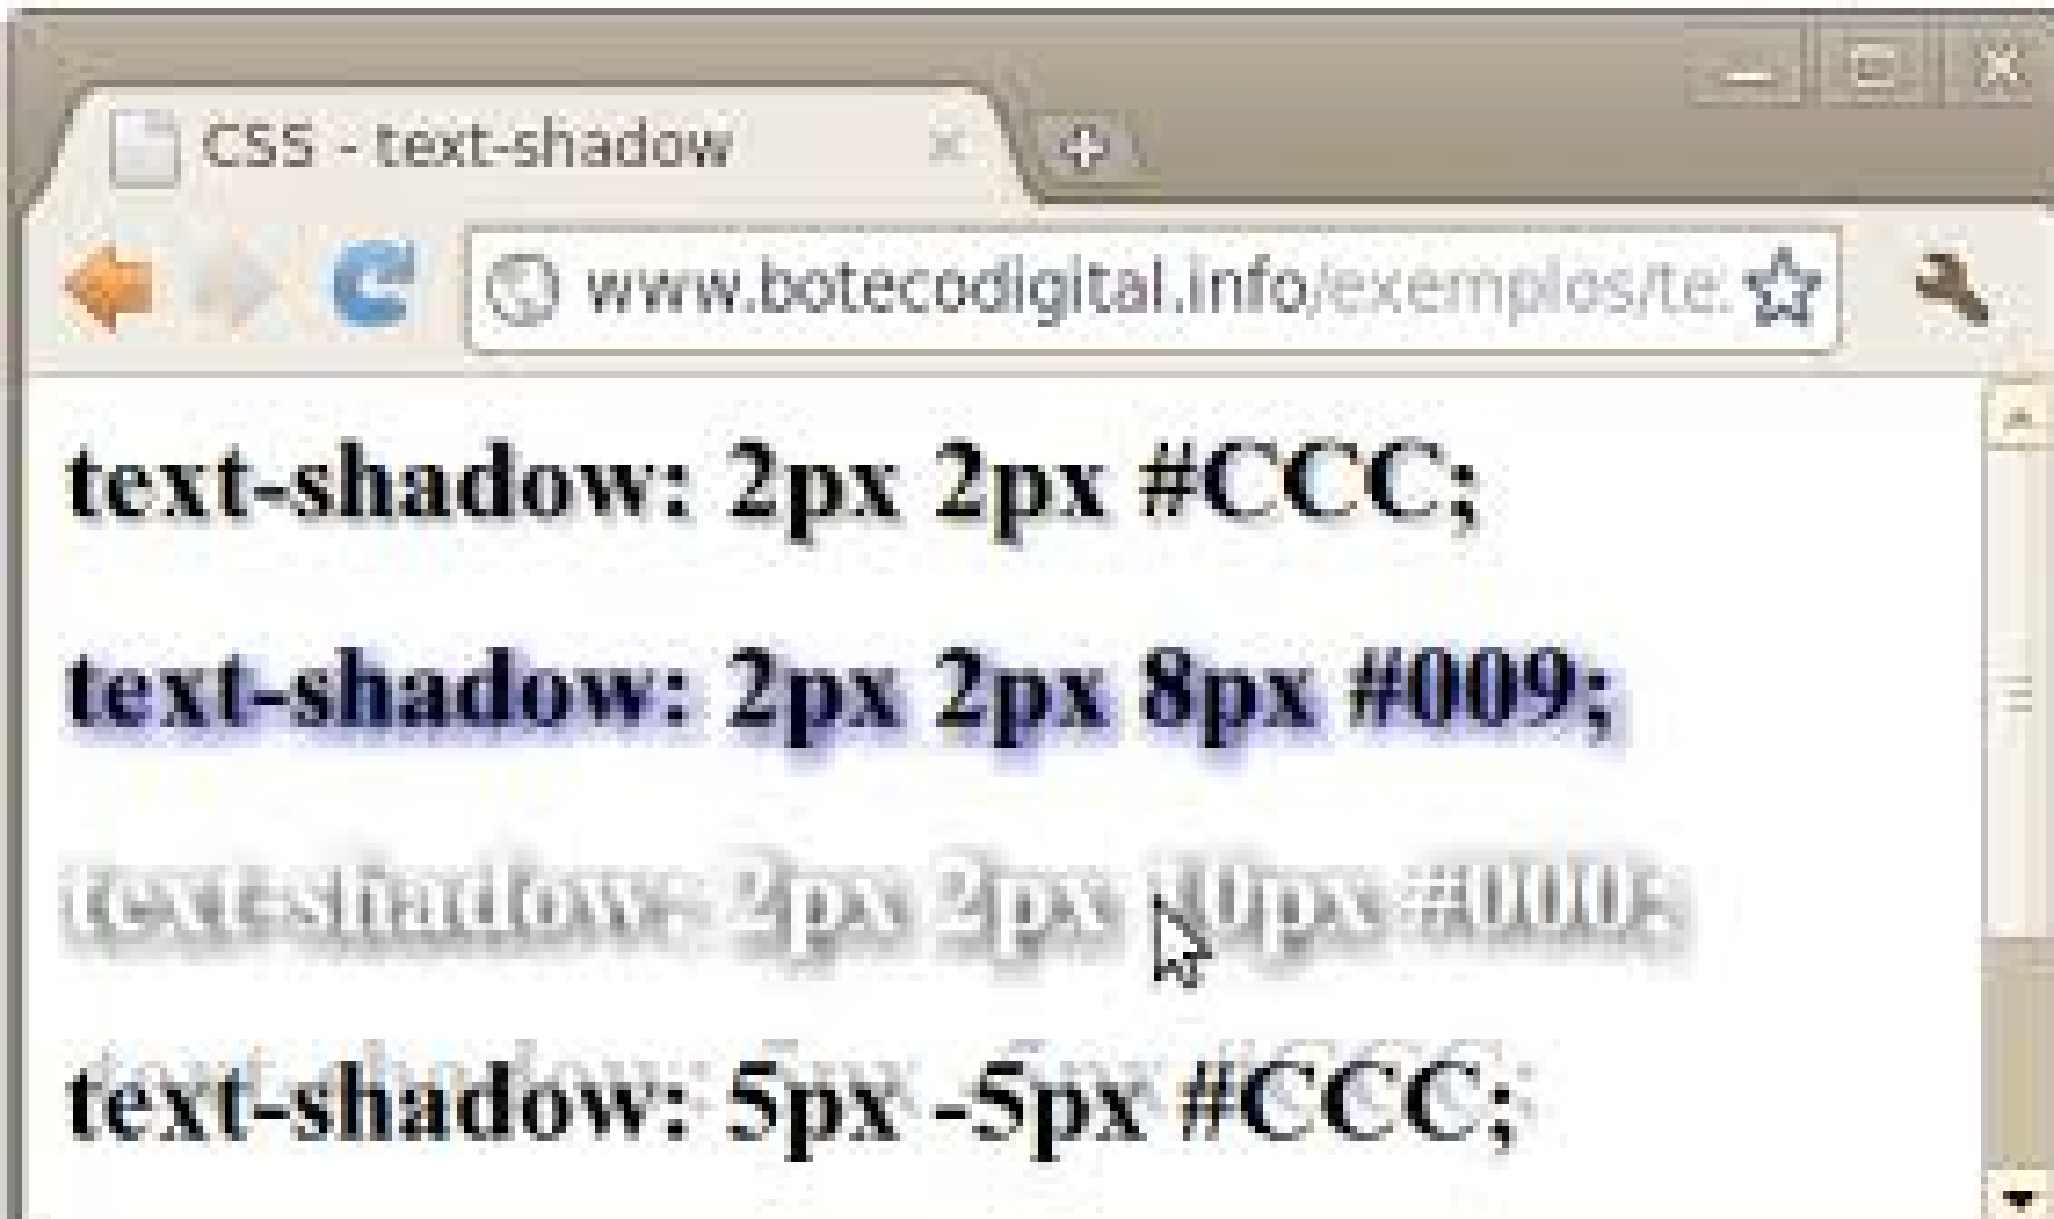 CSS - text-shadow
www.botecodigital.info/exemplos/te
text-shadow: 2px 2px #CCC;
text-shadow: 2px 2px 8px #009;
text-shadow: 2px 2px 10px #000;
text-shadow: 5px -5px #CCC;